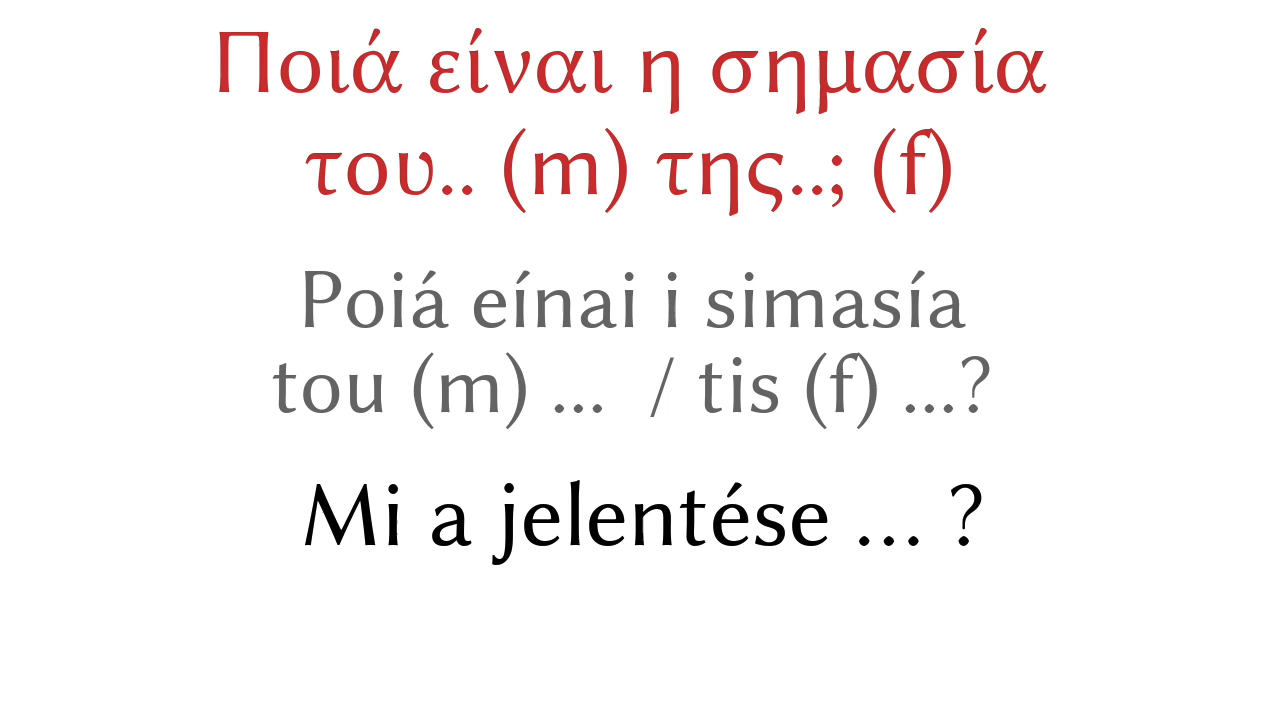 Ποιά είναι η σημασία
του.. (m) της..; (f)
Poiá eínai i simasía
tou (m) ... / tis (f) ...?
Mi a jelentése ... ?